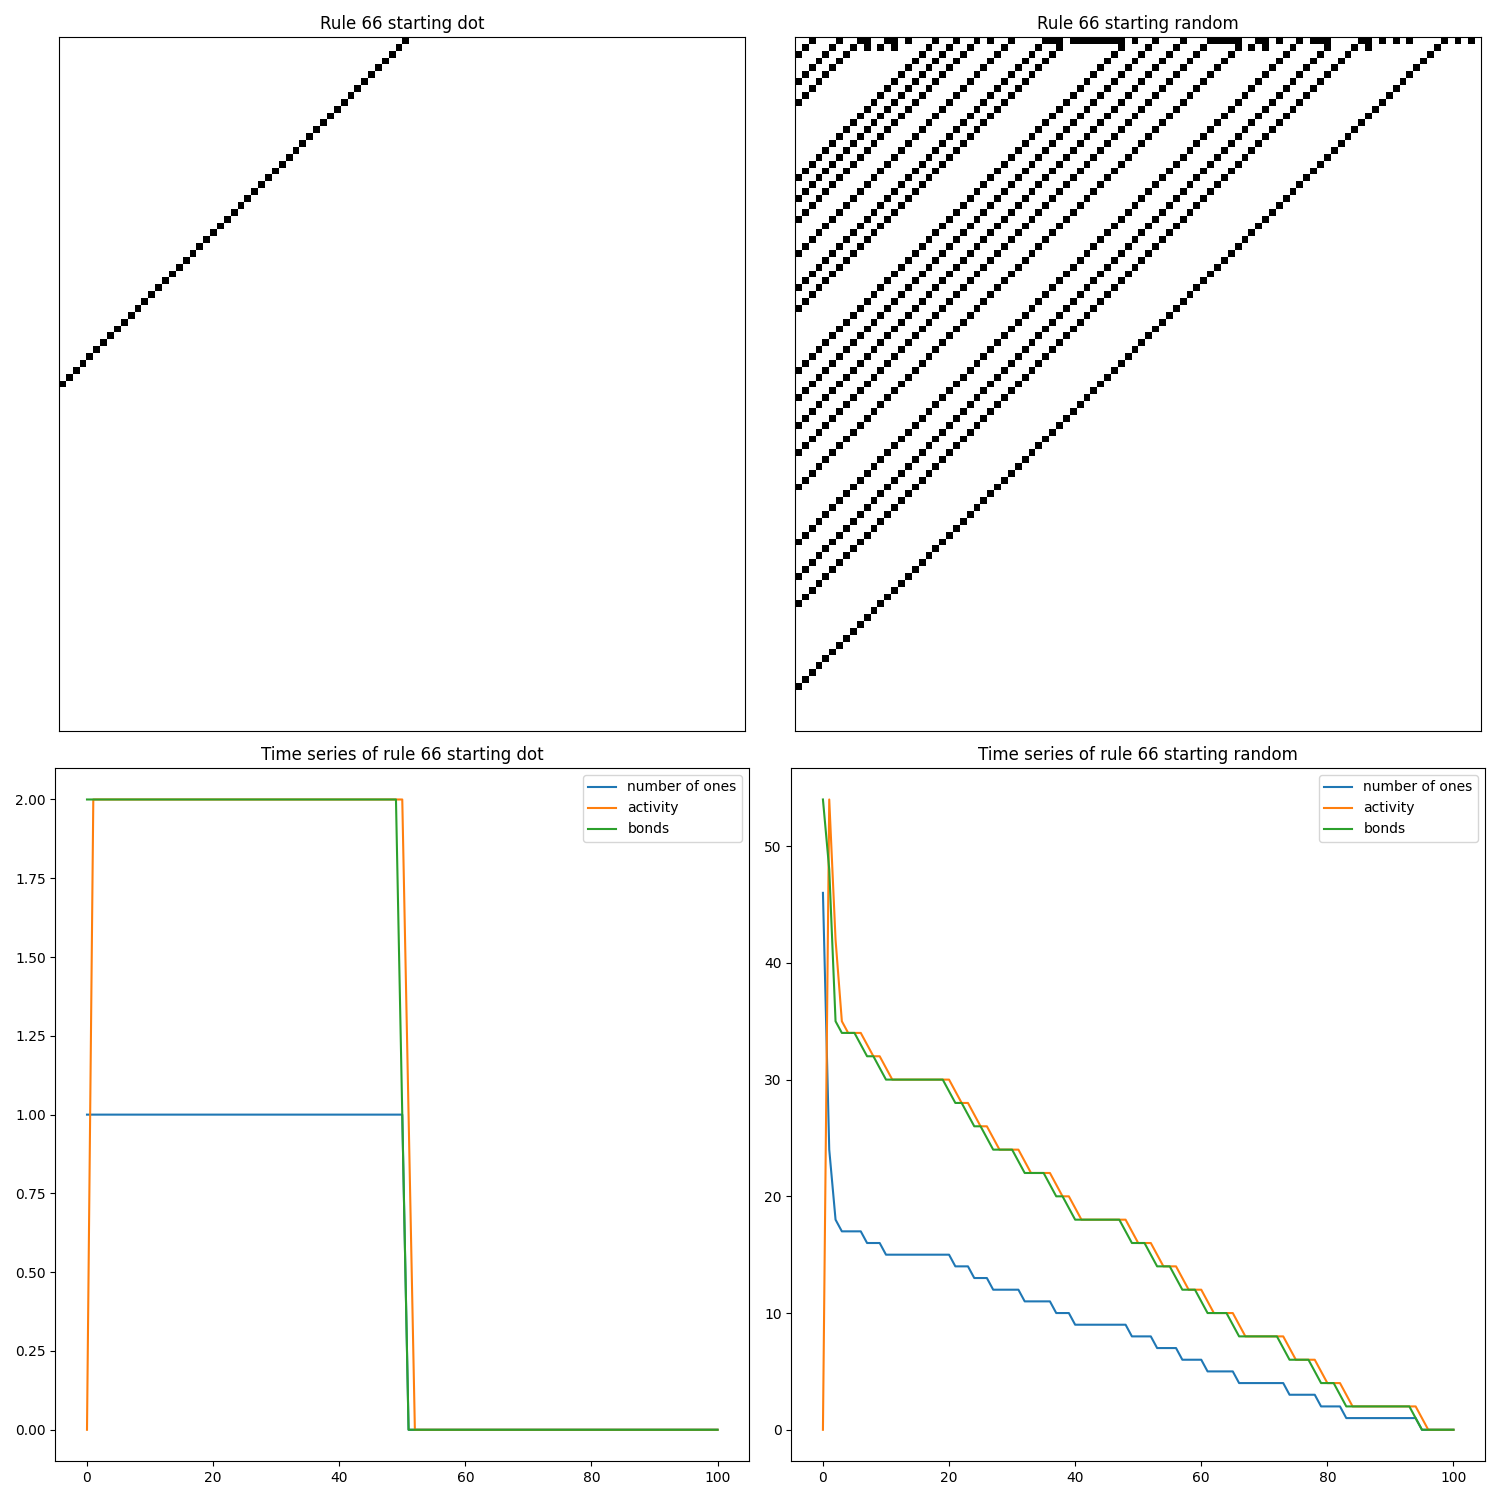 Rule 66 starting dot
Rule 66 starting random
Time series of rule 66 starting dot
2.00
1.75
1.50
1.25
1.00
0.75
0.50
0.25
0.00
0
20
40
60
80
100
number of ones
activity
bonds
Time series of rule 66 starting random
50
40
30
20
10
0
0
20
40
60
80
100
number of ones
activity
bonds